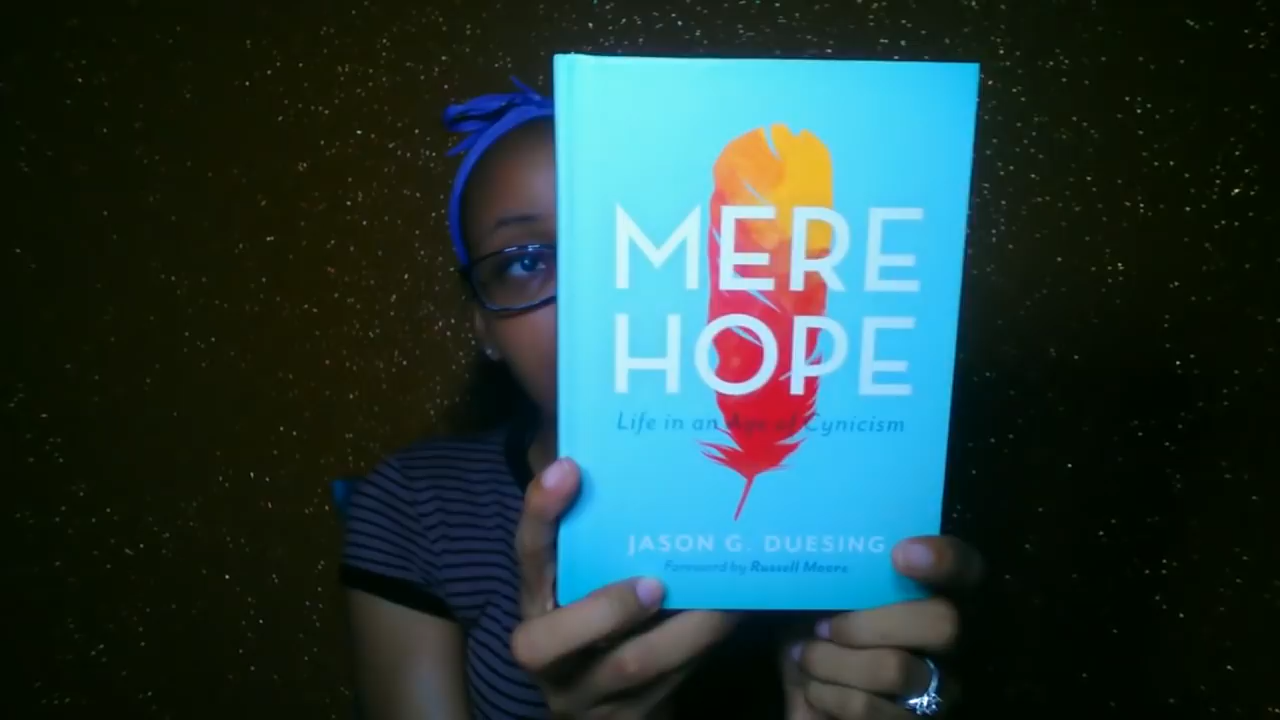 MERE
HOPE
Life in an Age of Cynicism
JASON G. DUESING
Foreword by Russell Moore